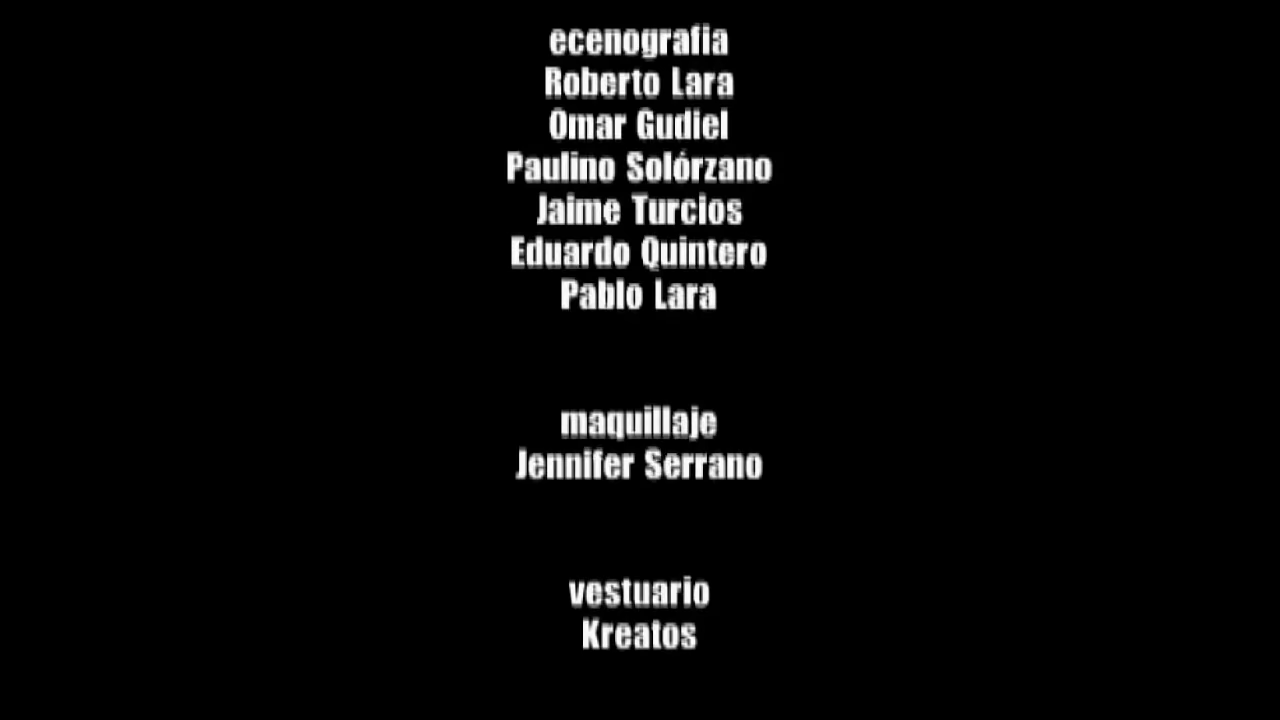 ecenografia
Roberto Lara
Omar Gudiel
Paulino Solórzano
Jaime Turcios
Eduardo Quintero
Pablo Lara
maquillaje
Jennifer Serrano
vestuario
Kreatos